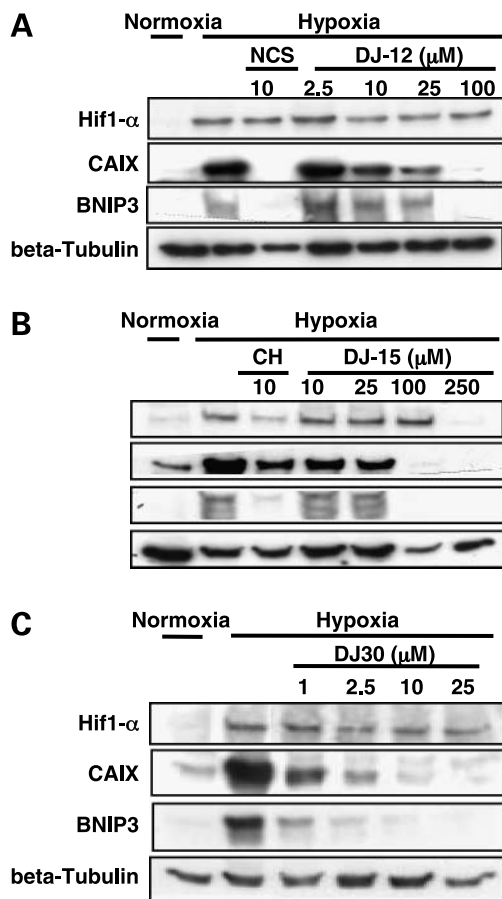 A
Normoxia Hypoxia
NCS DJ-12 (μM)
10 2.5 10 25 100
Hif1-α
CAIX
BNIP3
beta-Tubulin
B
Normoxia Hypoxia
CH DJ-15 (μM)
10 10 25 100 250
C
Normoxia Hypoxia
DJ30 (μM)
1 2.5 10 25
Hif1-α
CAIX
BNIP3
beta-Tubulin